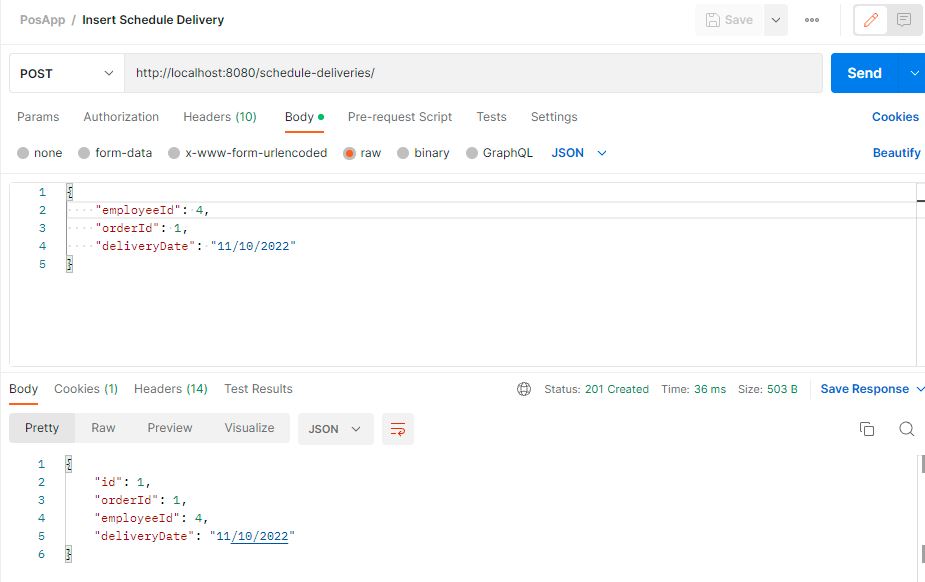 PosApp / Insert Schedule Delivery Save
POST http://localhost:8080/schedule-deliveries/ Send
Params Authorization Headers (10) Body Pre-request Script Tests Settings Cookies
none form-data x-www-form-urlencoded raw binary GraphQL JSON Beautify
1 {
2 "employeeId": 4,
3 "orderId": 1,
4 "deliveryDate": "11/10/2022"
5 }
Body Cookies (1) Headers (14) Test Results Status: 201 Created Time: 36 ms Size: 503 B Save Response
Pretty Raw Preview Visualize JSON
1 {
2 "id": 1,
3 "orderId": 1,
4 "employeeId": 4,
5 "deliveryDate": "11/10/2022"
6 }